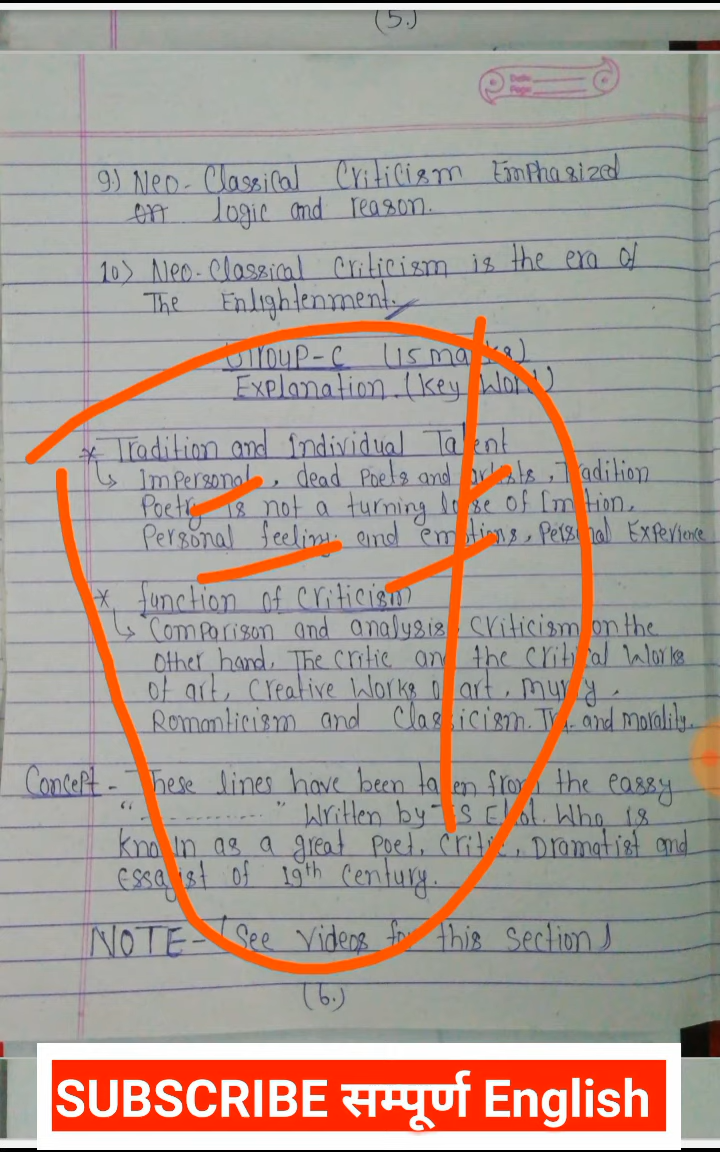 (5.)
Date
Page
9.) Neo-Classical Criticism Emphasized
on logic and reason.
10) Neo-Classical Criticism is the era of
The Enlightenment.
Group-C (15 marks)
Explanation. (Key Word)
* Tradition and Individual Talent
↳ Impersonal, dead Poets and artists, Tradition
Poetry is not a turning loose of Emotion,
Personal feeling and emotions, Personal Experience
* function of criticism
↳ Comparison and analysis, Criticism on the
Other hand, The critic and the critical Works
of art, Creative Works of art, Murry,
Romanticism and Classicism. and morality.
Concept - These lines have been taken from the eassy
"..............." Written by TS Eliot. Who is
known as a great Poet, Critic, Dramatist and
Essayist of 19th Century.
NOTE- (See Videos for this section)
(6.)
SUBSCRIBE सम्पूर्ण English